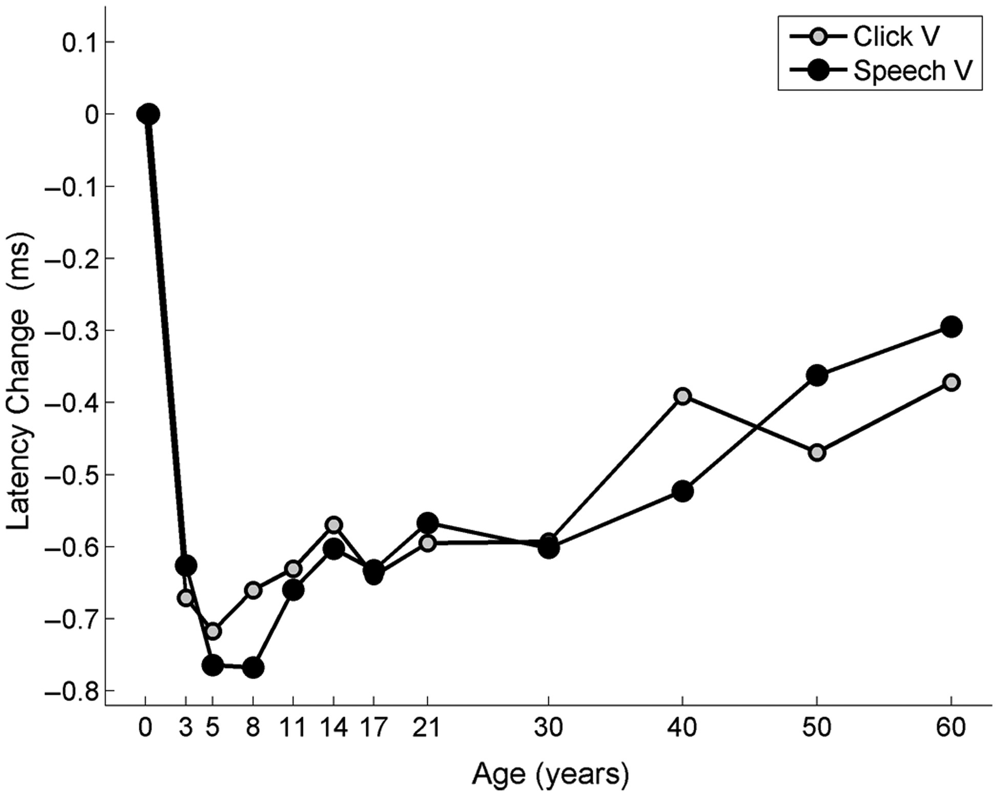 Click V
Speech V
0.1
0
–0.1
–0.2
–0.3
–0.4
–0.5
–0.6
–0.7
–0.8
Latency Change (ms)
0 3 5 8 11 14 17 21 30 40 50 60
Age (years)